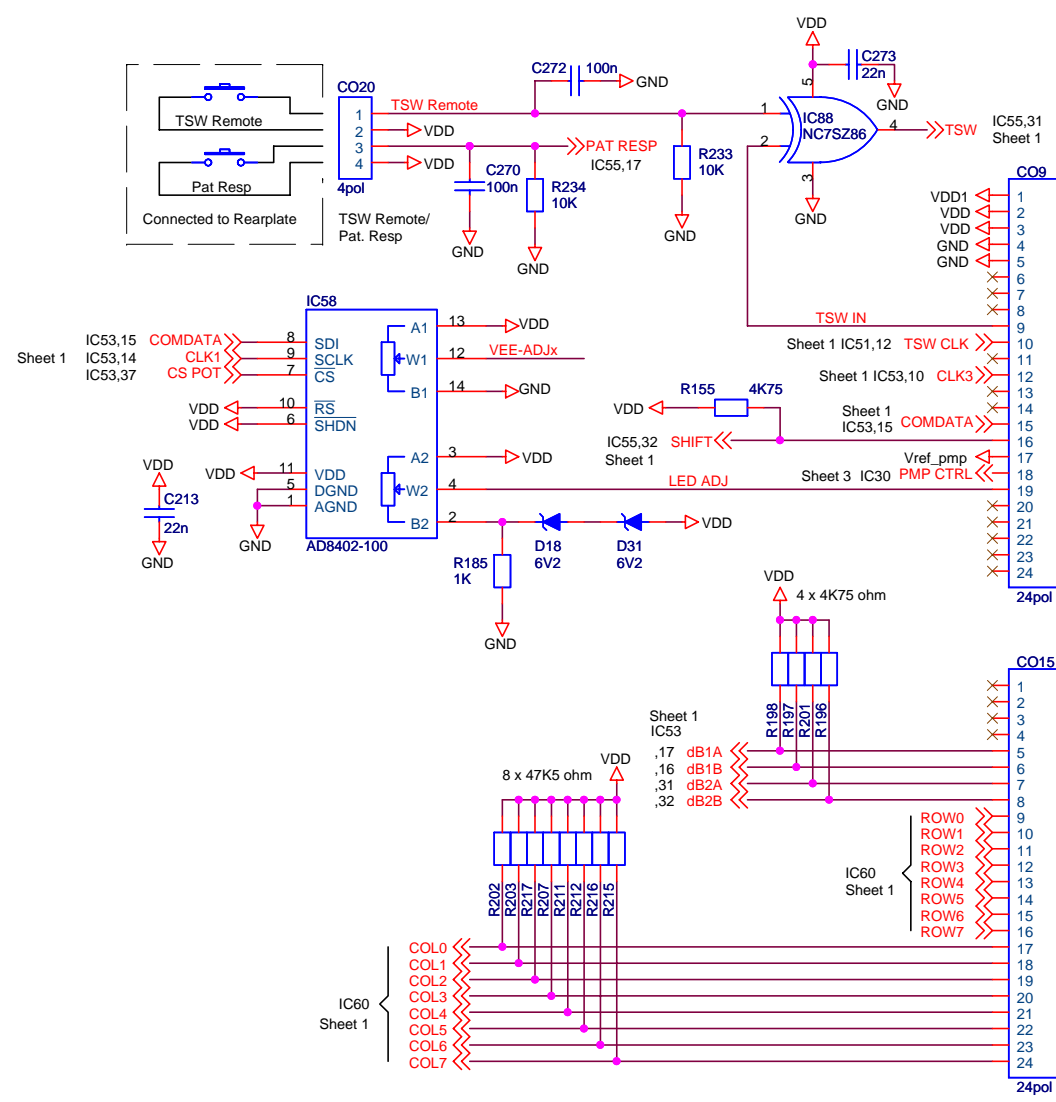 VDD
C273
22n
5
GND
C272 100n
GND
CO20
TSW Remote
1
TSW Remote
1
IC88
NC7SZ86
4
TSW
IC55,31
Sheet 1
2
VDD
3
PAT RESP
2
IC55,17
4
VDD
Pat Resp
C270
100n
R234
10K
R233
10K
3
GND
4pol
Connected to Rearplate
TSW Remote/
Pat. Resp
GND
GND
GND
CO9
VDD1
1
VDD
2
VDD
3
GND
4
GND
5
6
7
8
TSW IN
9
Sheet 1 IC51,12 TSW CLK
10
11
Sheet 1 IC53,10 CLK3
12
13
14
Sheet 1
IC53,15 COMDATA
15
16
Vref_pmp
17
Sheet 3 IC30 PMP CTRL
18
19
20
21
22
23
24
24pol
IC58
Sheet 1
IC53,15 COMDATA
8
SDI
IC53,14 CLK1
9
SCLK
IC53,37 CS POT
7
CS
VDD
10
RS
VDD
6
SHDN
VDD
11
VDD
5
DGND
1
AGND
GND
VDD
C213
22n
GND
A1
13
VDD
W1
12
VEE-ADJx
B1
14
GND
A2
3
VDD
W2
4
LED ADJ
B2
2
AD8402-100
D18
6V2
D31
6V2
VDD
R185
1K
GND
R155 4K75
VDD
IC55,32 SHIFT
Sheet 1
VDD
4 x 4K75 ohm
R198
R197
R201
R196
Sheet 1
IC53
,17 dB1A
,16 dB1B
,31 dB2A
,32 dB2B
CO15
1
2
3
4
5
6
7
8
ROW0
9
ROW1
10
ROW2
11
ROW3
12
ROW4
13
ROW5
14
ROW6
15
ROW7
16
IC60
Sheet 1
17
18
19
20
21
22
23
24
24pol
8 x 47K5 ohm
VDD
R202
R203
R217
R207
R211
R212
R216
R215
COL0
COL1
COL2
COL3
COL4
COL5
COL6
COL7
IC60
Sheet 1